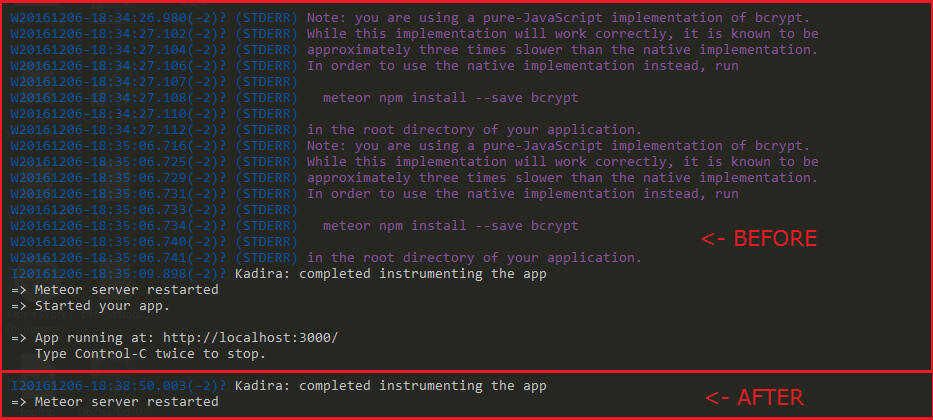 W20161206-18:34:26.980(-2)? (STDERR) Note: you are using a pure-JavaScript implementation of bcrypt.
W20161206-18:34:27.102(-2)? (STDERR) While this implementation will work correctly, it is known to be
W20161206-18:34:27.104(-2)? (STDERR) approximately three times slower than the native implementation.
W20161206-18:34:27.106(-2)? (STDERR) In order to use the native implementation instead, run
W20161206-18:34:27.107(-2)? (STDERR)
W20161206-18:34:27.108(-2)? (STDERR)   meteor npm install --save bcrypt
W20161206-18:34:27.110(-2)? (STDERR)
W20161206-18:34:27.112(-2)? (STDERR) in the root directory of your application.
W20161206-18:35:06.716(-2)? (STDERR) Note: you are using a pure-JavaScript implementation of bcrypt.
W20161206-18:35:06.725(-2)? (STDERR) While this implementation will work correctly, it is known to be
W20161206-18:35:06.729(-2)? (STDERR) approximately three times slower than the native implementation.
W20161206-18:35:06.731(-2)? (STDERR) In order to use the native implementation instead, run
W20161206-18:35:06.733(-2)? (STDERR)
W20161206-18:35:06.734(-2)? (STDERR)   meteor npm install --save bcrypt
W20161206-18:35:06.740(-2)? (STDERR)
<- BEFORE
W20161206-18:35:06.741(-2)? (STDERR) in the root directory of your application.
I20161206-18:35:09.898(-2)? Kadira: completed instrumenting the app
=> Meteor server restarted
=> Started your app.
=> App running at: http://localhost:3000/
   Type Control-C twice to stop.
I20161206-18:38:50.003(-2)? Kadira: completed instrumenting the app
=> Meteor server restarted
<- AFTER